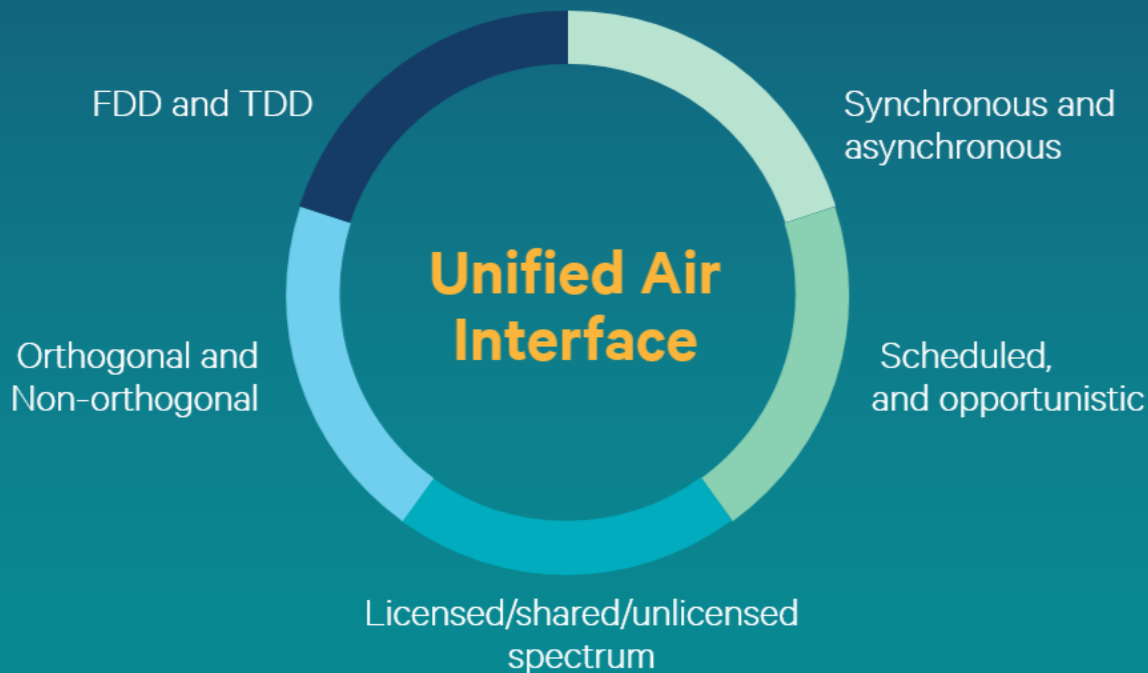 FDD and TDD
Synchronous and
asynchronous
Unified Air
Interface
Orthogonal and
Non-orthogonal
Scheduled,
and opportunistic
Licensed/shared/unlicensed
spectrum